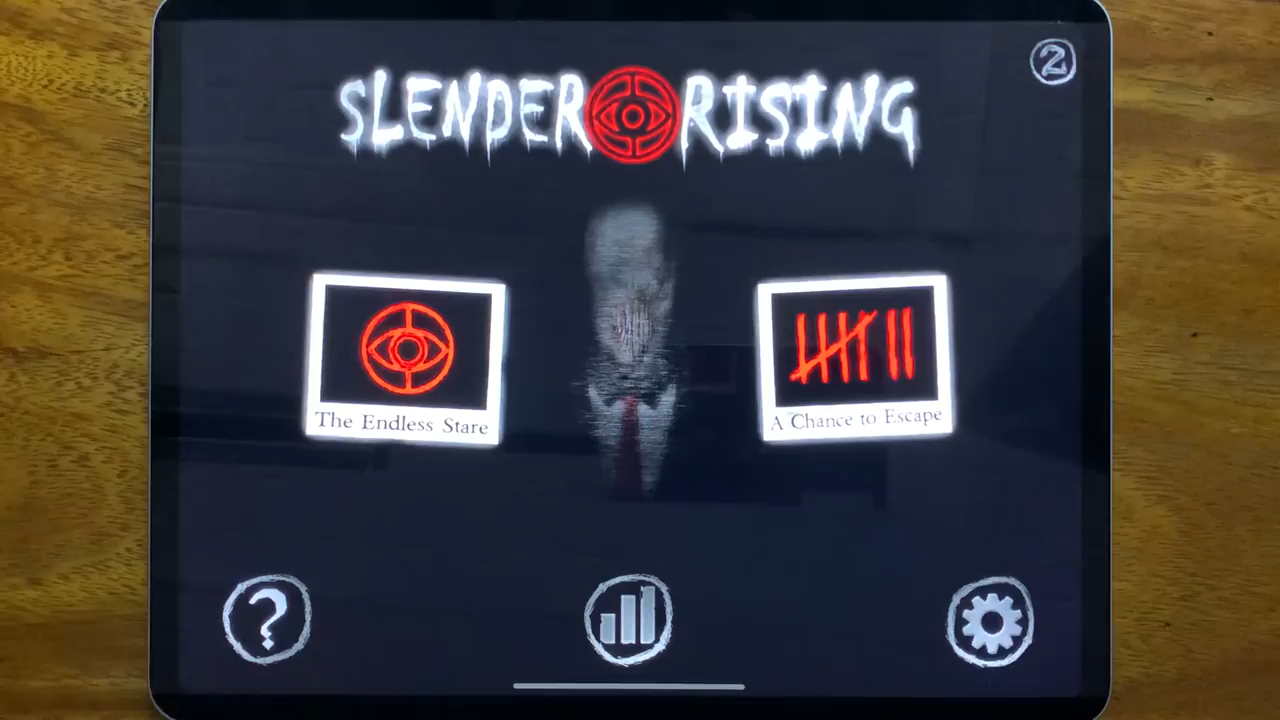 2
SLENDER RISING
The Endless Stare
A Chance to Escape
?